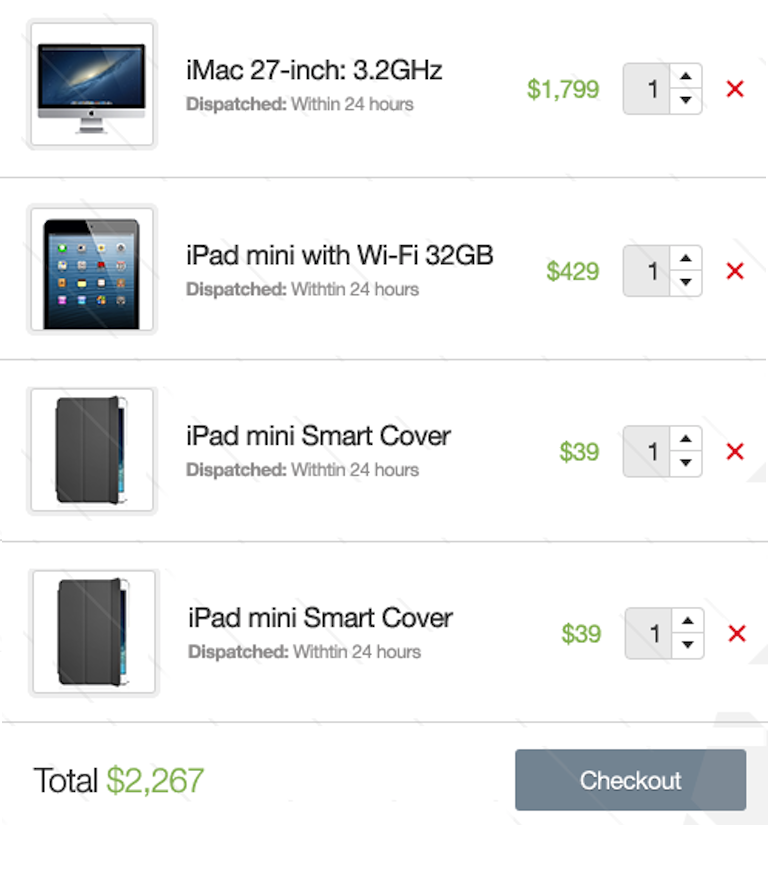 iMac 27-inch: 3.2GHz
Dispatched: Within 24 hours
$1,799
1
iPad mini with Wi-Fi 32GB
Dispatched: Withtin 24 hours
$429
1
iPad mini Smart Cover
Dispatched: Withtin 24 hours
$39
1
iPad mini Smart Cover
Dispatched: Withtin 24 hours
$39
1
Total $2,267
Checkout